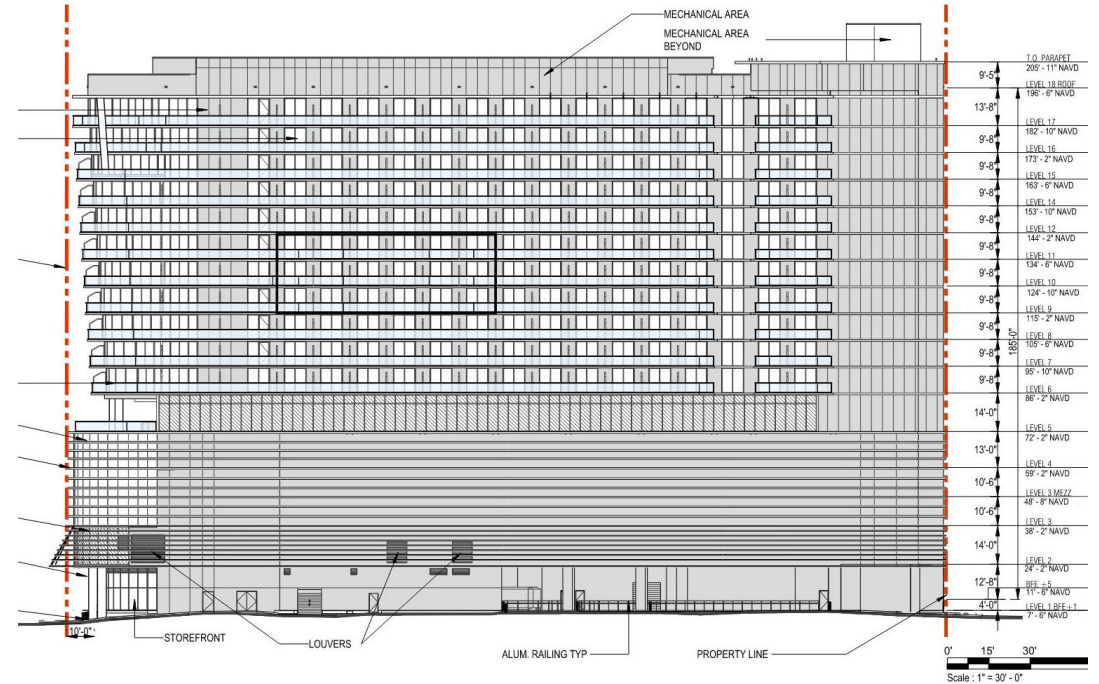 MECHANICAL AREA
MECHANICAL AREA
BEYOND
T.O. PARAPET
205' - 11" NAVD
9'-5"
LEVEL 18 ROOF
196' - 6" NAVD
13'-8"
LEVEL 17
182' - 10" NAVD
9'-8"
LEVEL 16
173' - 2" NAVD
9'-8"
LEVEL 15
163' - 6" NAVD
9'-8"
LEVEL 14
153' - 10" NAVD
9'-8"
LEVEL 12
144' - 2" NAVD
9'-8"
LEVEL 11
134' - 6" NAVD
9'-8"
LEVEL 10
124' - 10" NAVD
9'-8"
LEVEL 9
115' - 2" NAVD
9'-8"
LEVEL 8
105' - 6" NAVD
185'-0"
9'-8"
LEVEL 7
95' - 10" NAVD
9'-8"
LEVEL 6
86' - 2" NAVD
14'-0"
LEVEL 5
72' - 2" NAVD
13'-0"
LEVEL 4
59' - 2" NAVD
10'-6"
LEVEL 3 MEZZ
48' - 8" NAVD
10'-6"
LEVEL 3
38' - 2" NAVD
14'-0"
LEVEL 2
24' - 2" NAVD
12'-8"
BFE +5
11' - 6" NAVD
4'-0"
LEVEL 1 BFE+1
7' - 6" NAVD
10'-0"
STOREFRONT
LOUVERS
ALUM. RAILING TYP
PROPERTY LINE
0' 15' 30'
Scale : 1" = 30' - 0"